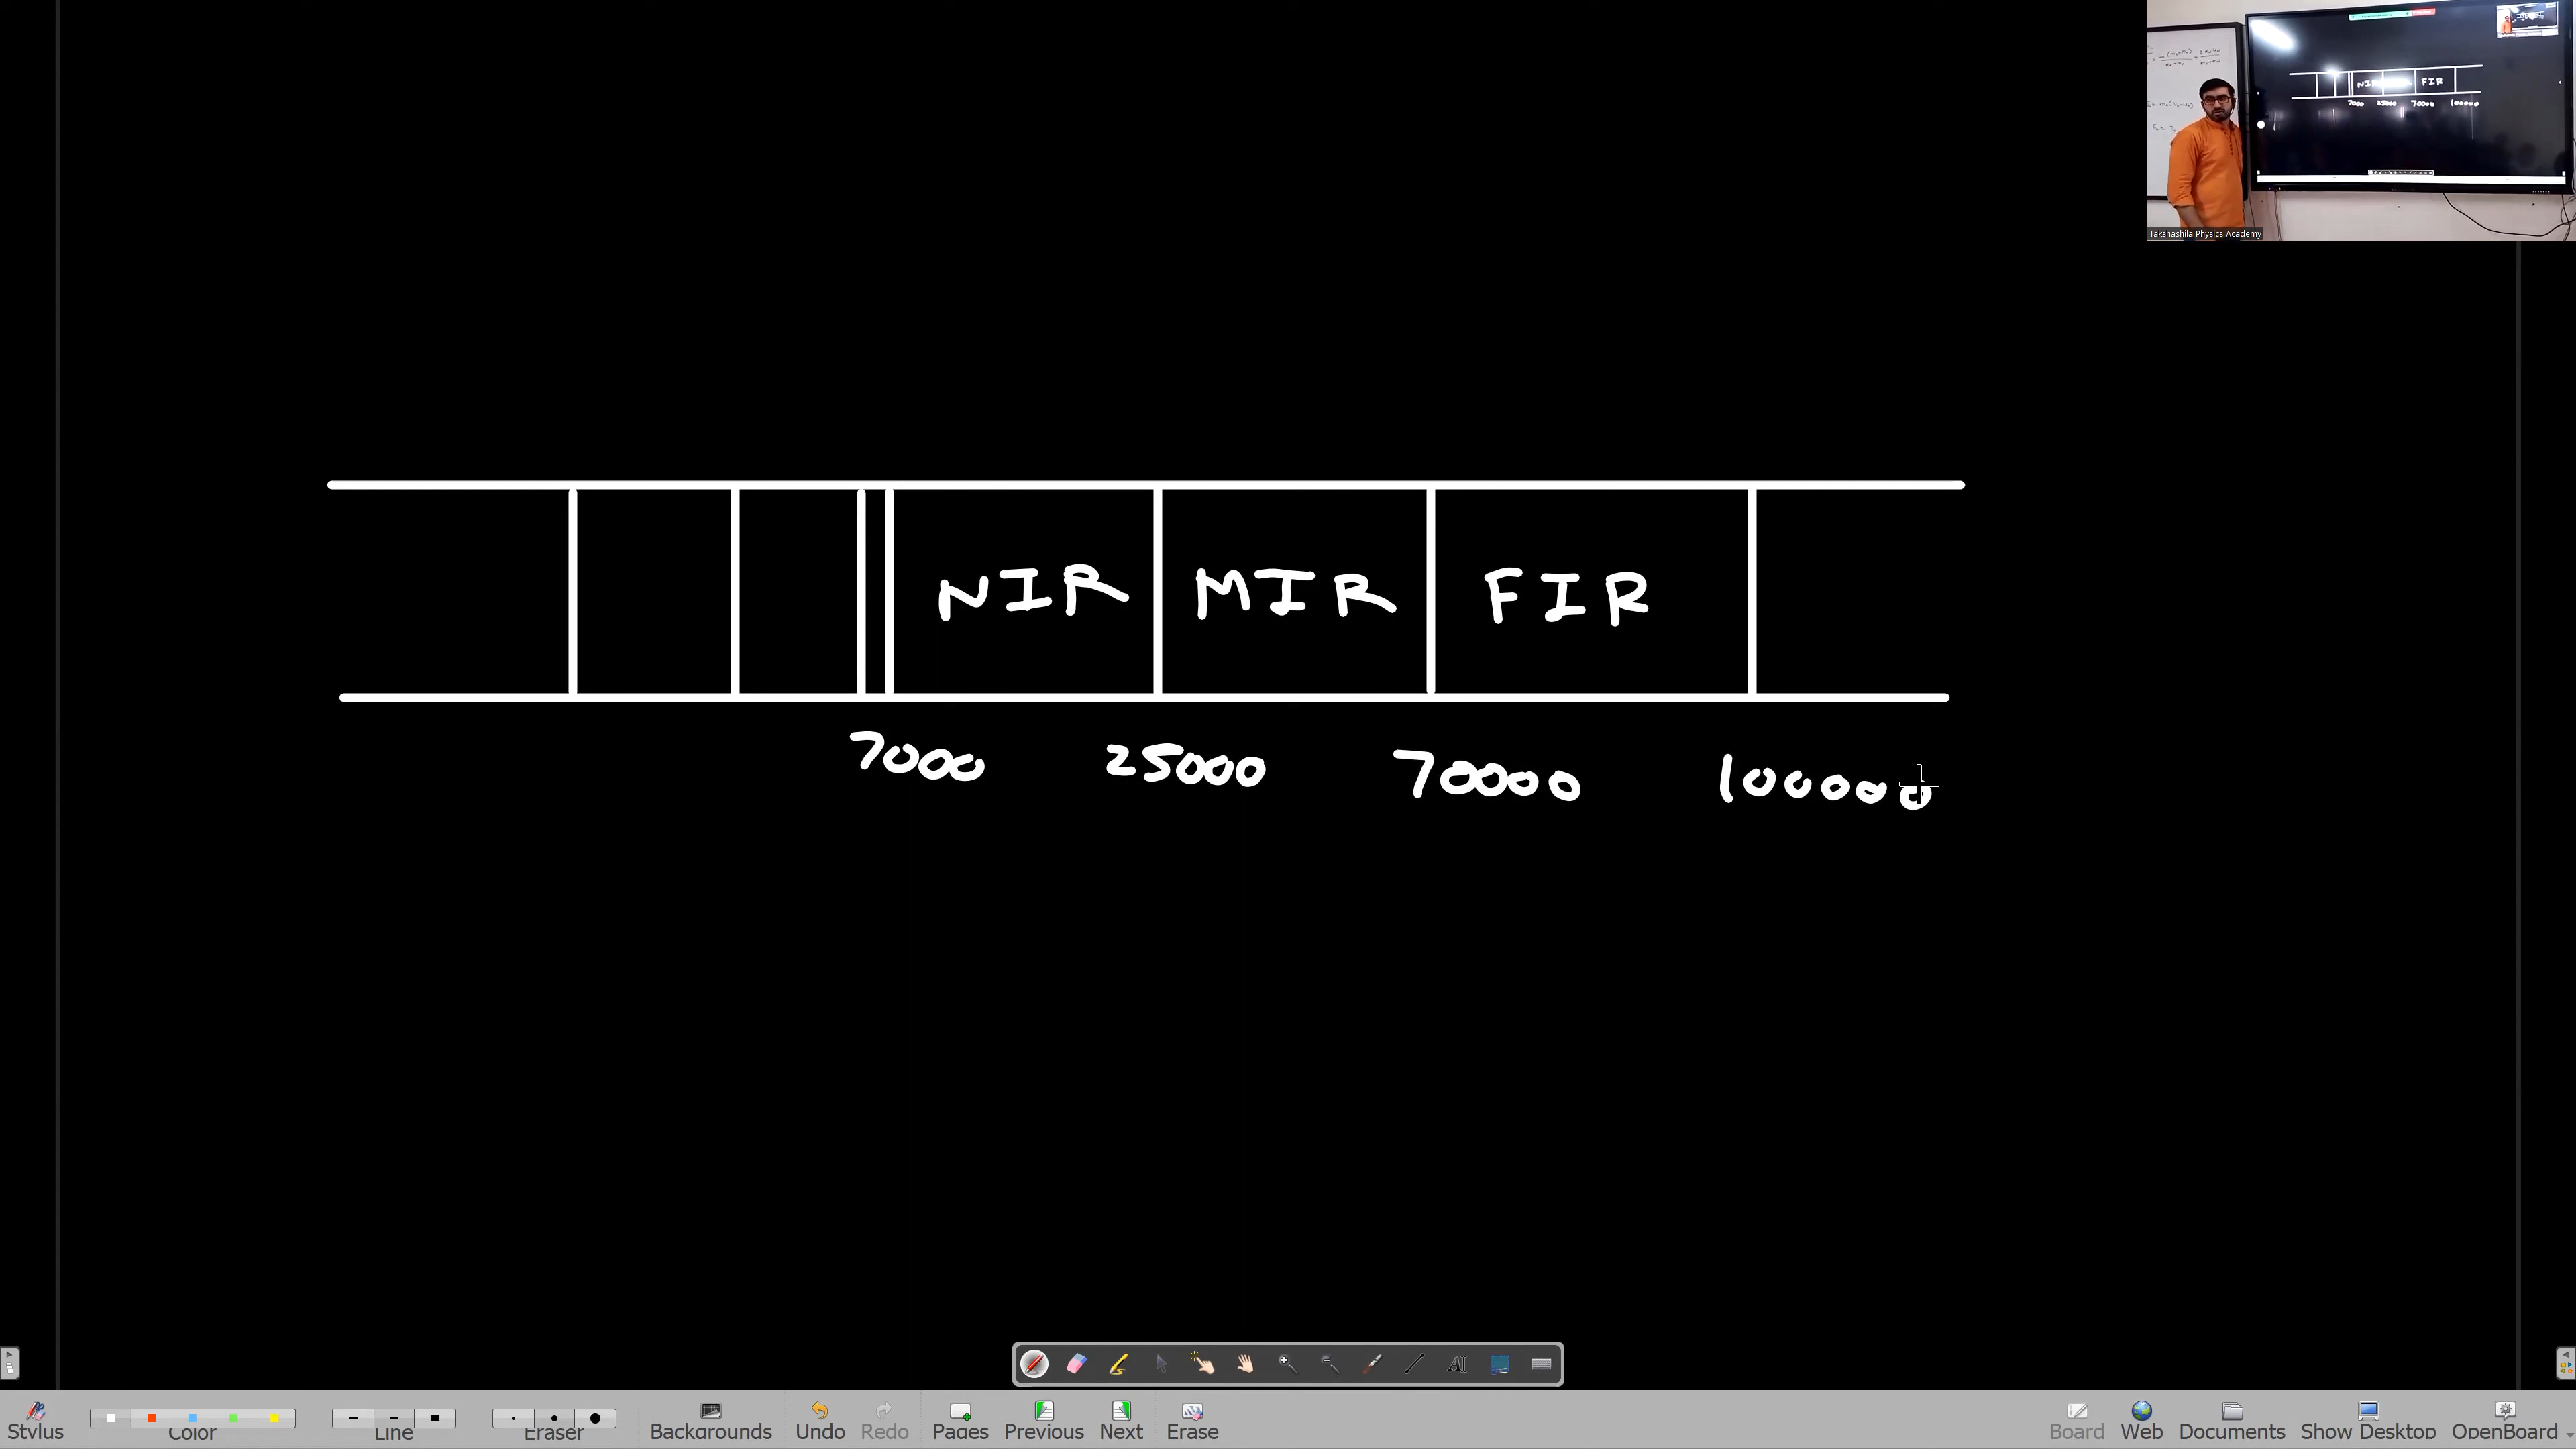 Takshashila Physics Academy
NIR MIR FIR
7000 25000 70000 100000
Stylus Color Line Eraser Backgrounds Undo Redo Pages Previous Next Erase Board Web Documents Show Desktop OpenBoard